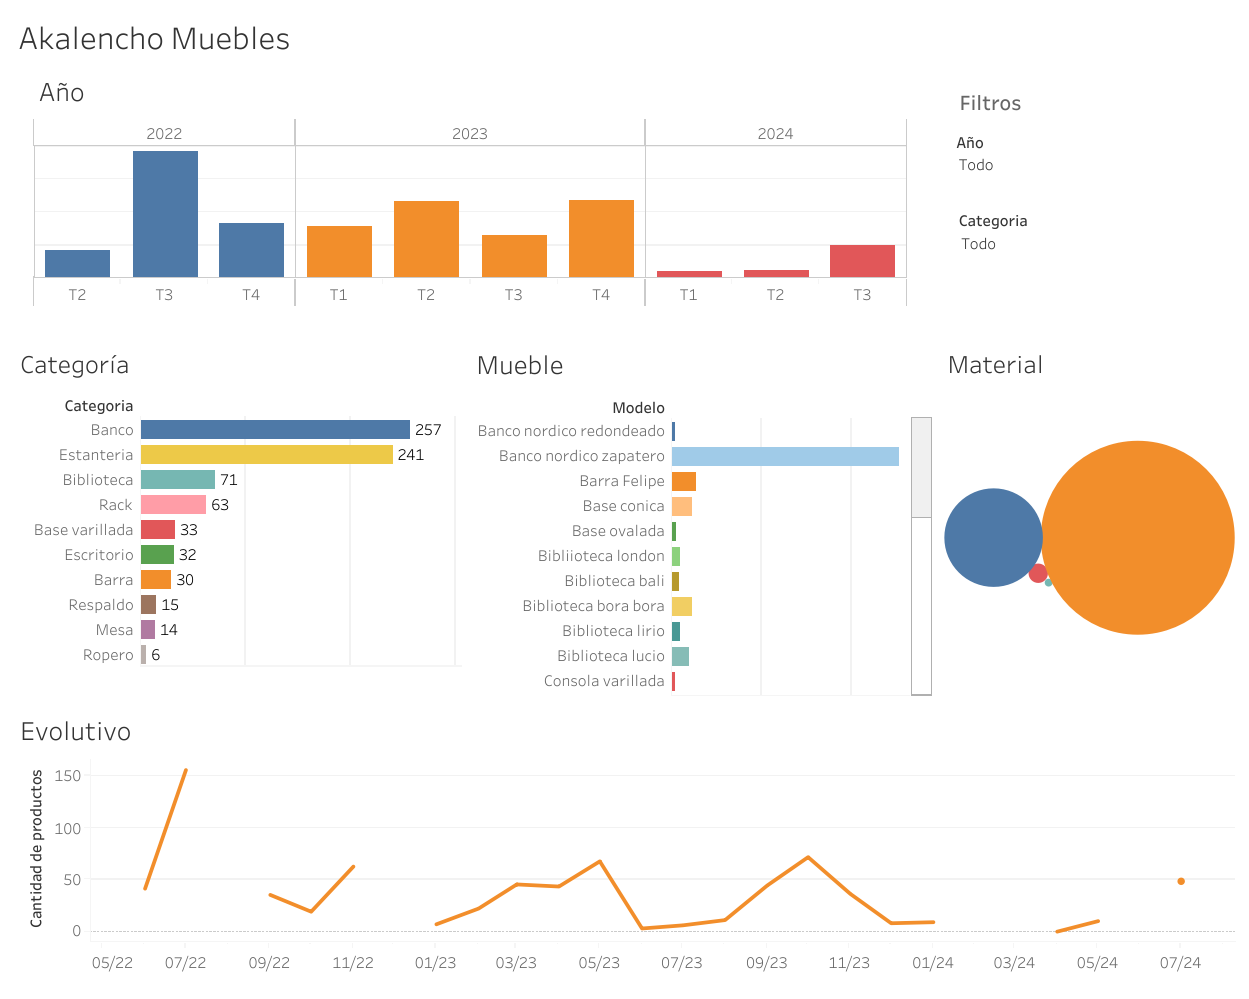 Akalencho Muebles
Año
Filtros
2022 2023 2024
Año
Todo
Categoria
Todo
T2 T3 T4 T1 T2 T3 T4 T1 T2 T3
Categoría
Mueble
Material
Categoria
Banco 257
Estanteria 241
Biblioteca 71
Rack 63
Base varillada 33
Escritorio 32
Barra 30
Respaldo 15
Mesa 14
Ropero 6
Modelo
Banco nordico redondeado
Banco nordico zapatero
Barra Felipe
Base conica
Base ovalada
Bibliioteca london
Biblioteca bali
Biblioteca bora bora
Biblioteca lirio
Biblioteca lucio
Consola varillada
Evolutivo
Cantidad de productos
150
100
50
0
05/22 07/22 09/22 11/22 01/23 03/23 05/23 07/23 09/23 11/23 01/24 03/24 05/24 07/24